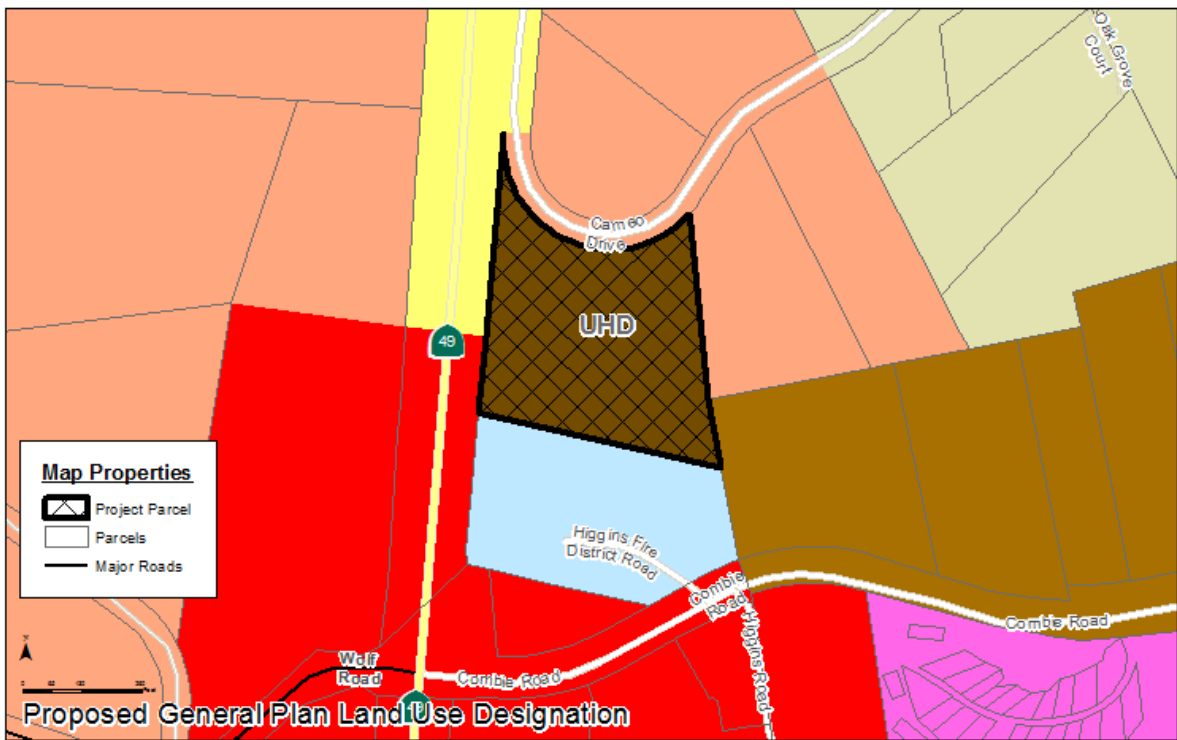 Oak Grove
Court
Cameo
Drive
UHD
49
Map Properties
Project Parcel
Parcels
Major Roads
Higgins Fire
District Road
Combie
Road
Combie Road
Higgins Road
Wolf
Road
Combie Road
Proposed General Plan Land Use Designation